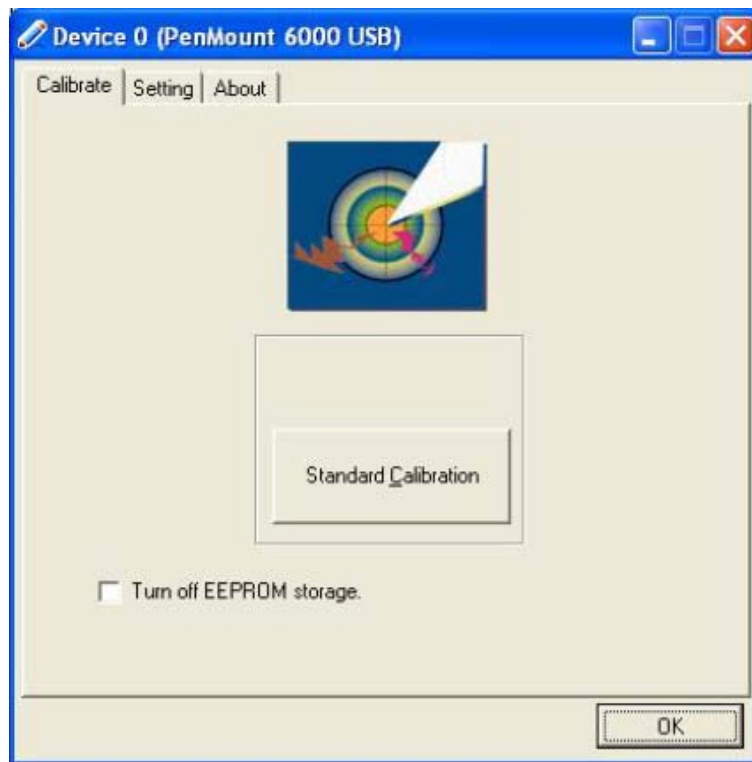 Device 0 (PenMount 6000 USB)
Calibrate Setting About
Standard Calibration
Turn off EEPROM storage.
OK